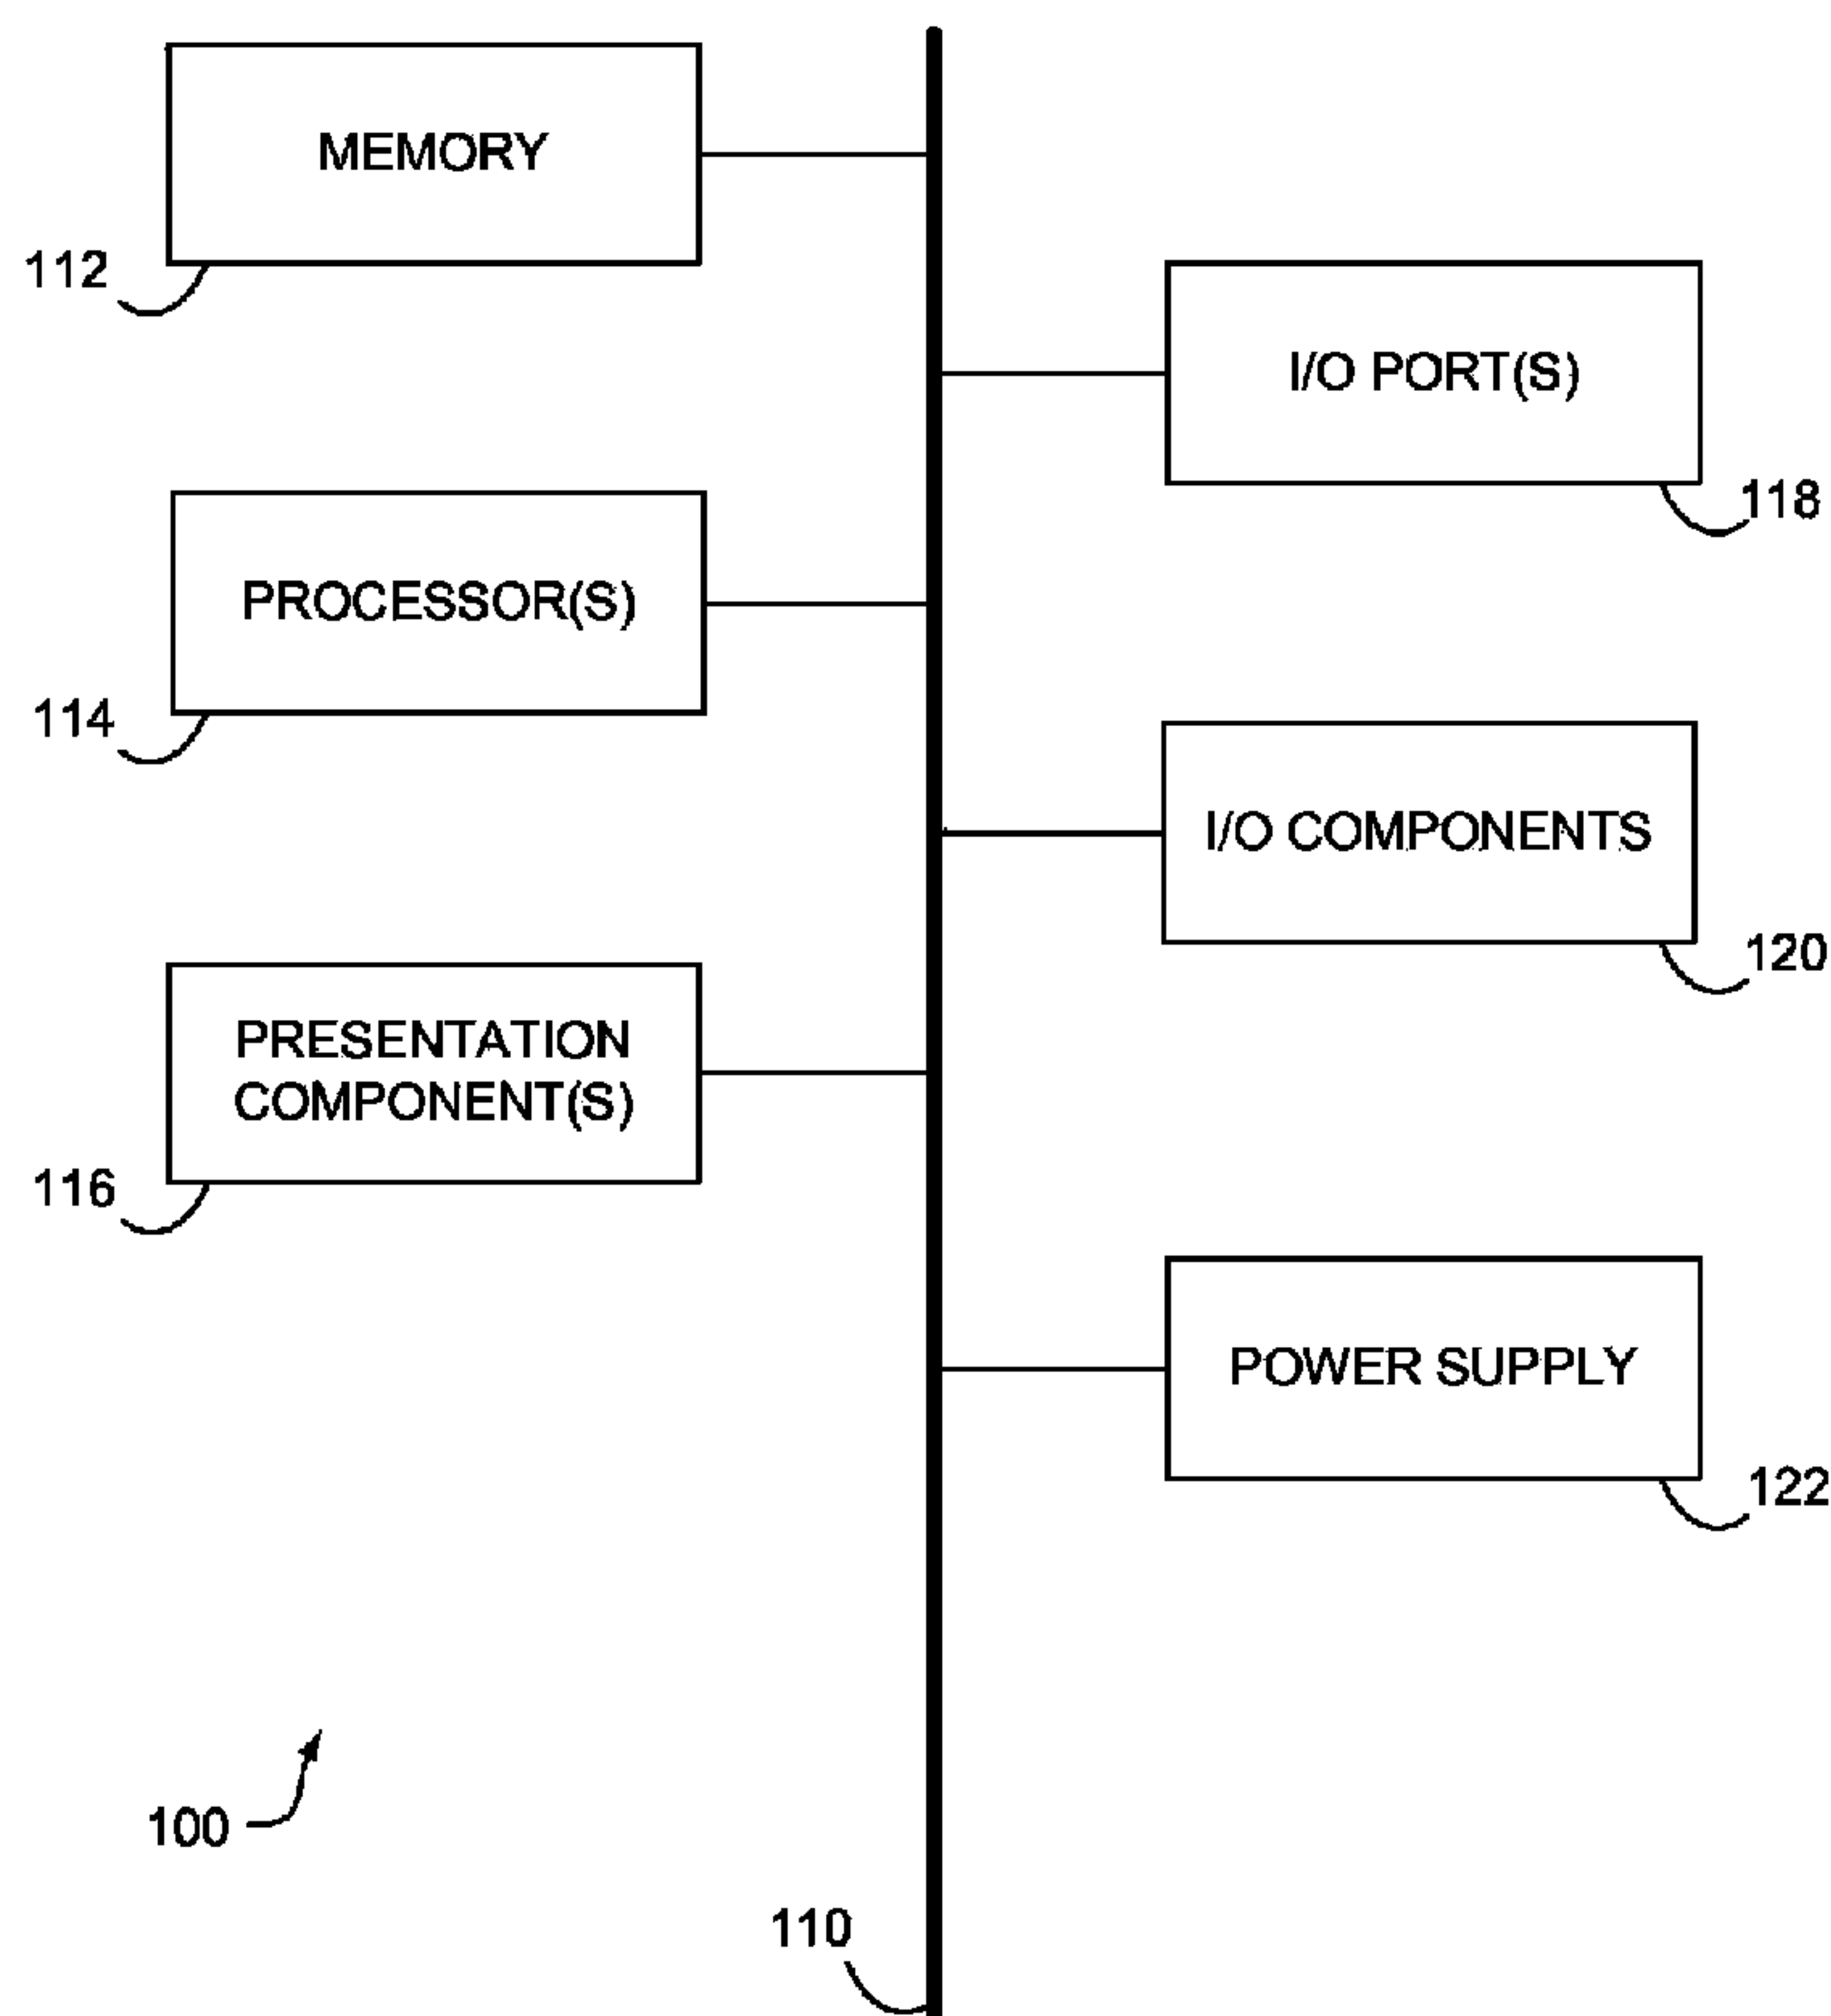 MEMORY
112
I/O PORT(S)
118
PROCESSOR(S)
114
I/O COMPONENTS
120
PRESENTATION
COMPONENT(S)
116
POWER SUPPLY
122
100
110